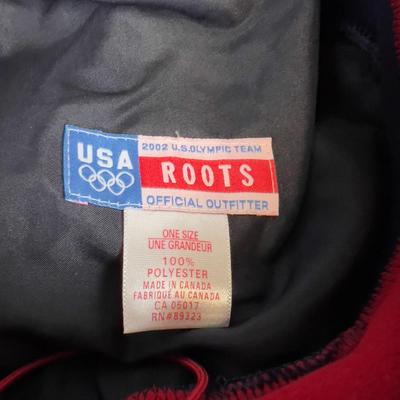 USA
2002 U.S. OLYMPIC TEAM
ROOTS
OFFICIAL OUTFITTER
ONE SIZE
UNE GRANDEUR
100%
POLYESTER
MADE IN CANADA
FABRIQUE AU CANADA
CA 05017
RN#89323